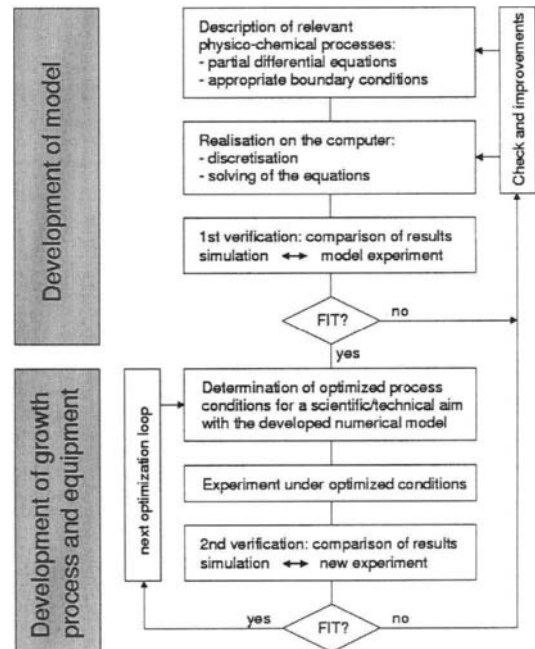 Development of model
Description of relevant
physico-chemical processes:
- partial differential equations
- appropriate boundary conditions
Check and improvements
Realisation on the computer:
- discretisation
- solving of the equations
1st verification: comparison of results
simulation ↔ model experiment
FIT?
no
yes
Development of growth
process and equipment
next optimization loop
Determination of optimized process
conditions for a scientific/technical aim
with the developed numerical model
Experiment under optimized conditions
2nd verification: comparison of results
simulation ↔ new experiment
yes
FIT?
no